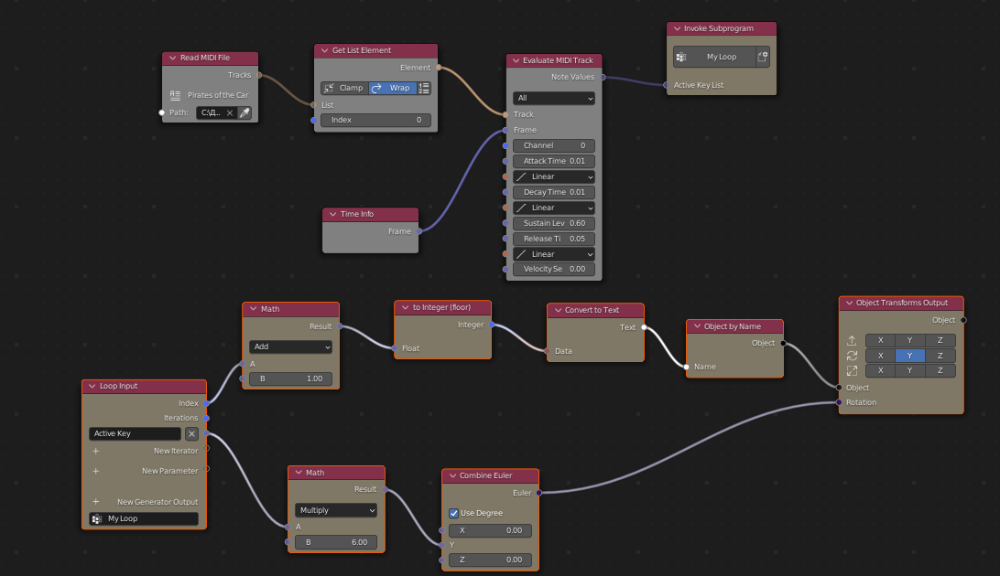 Read MIDI File
Tracks
Pirates of the Car
Path:
C:\Д..
Get List Element
Element
Clamp
Wrap
List
Index 0
Evaluate MIDI Track
Note Values
All
Track
Frame
Channel 0
Attack Time 0.01
Linear
Decay Time 0.01
Linear
Sustain Lev 0.60
Release Ti 0.05
Linear
Velocity Se 0.00
Invoke Subprogram
My Loop
Active Key List
Time Info
Frame
Math
Result
Add
A
B 1.00
to Integer (floor)
Integer
Float
Convert to Text
Text
Data
Object by Name
Object
Name
Object Transforms Output
Object
X Y Z
X Y Z
X Y Z
Object
Rotation
Loop Input
Index
Iterations
Active Key
New Iterator
New Parameter
New Generator Output
My Loop
Math
Result
Multiply
A
B 6.00
Combine Euler
Euler
Use Degree
X 0.00
Y
Z 0.00